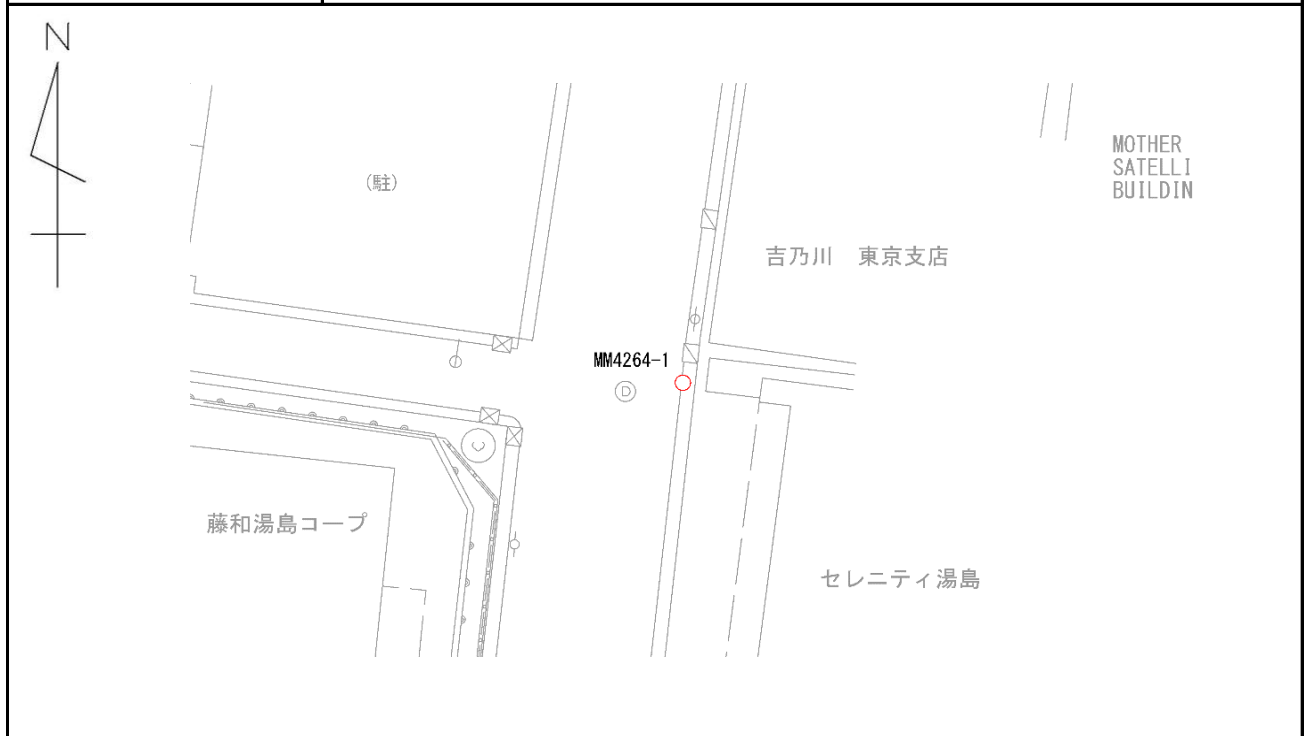 N
MOTHER
SATELLI
BUILDIN
(駐)
吉乃川 東京支店
MM4264-1
D
藤和湯島コープ
セレニティ湯島